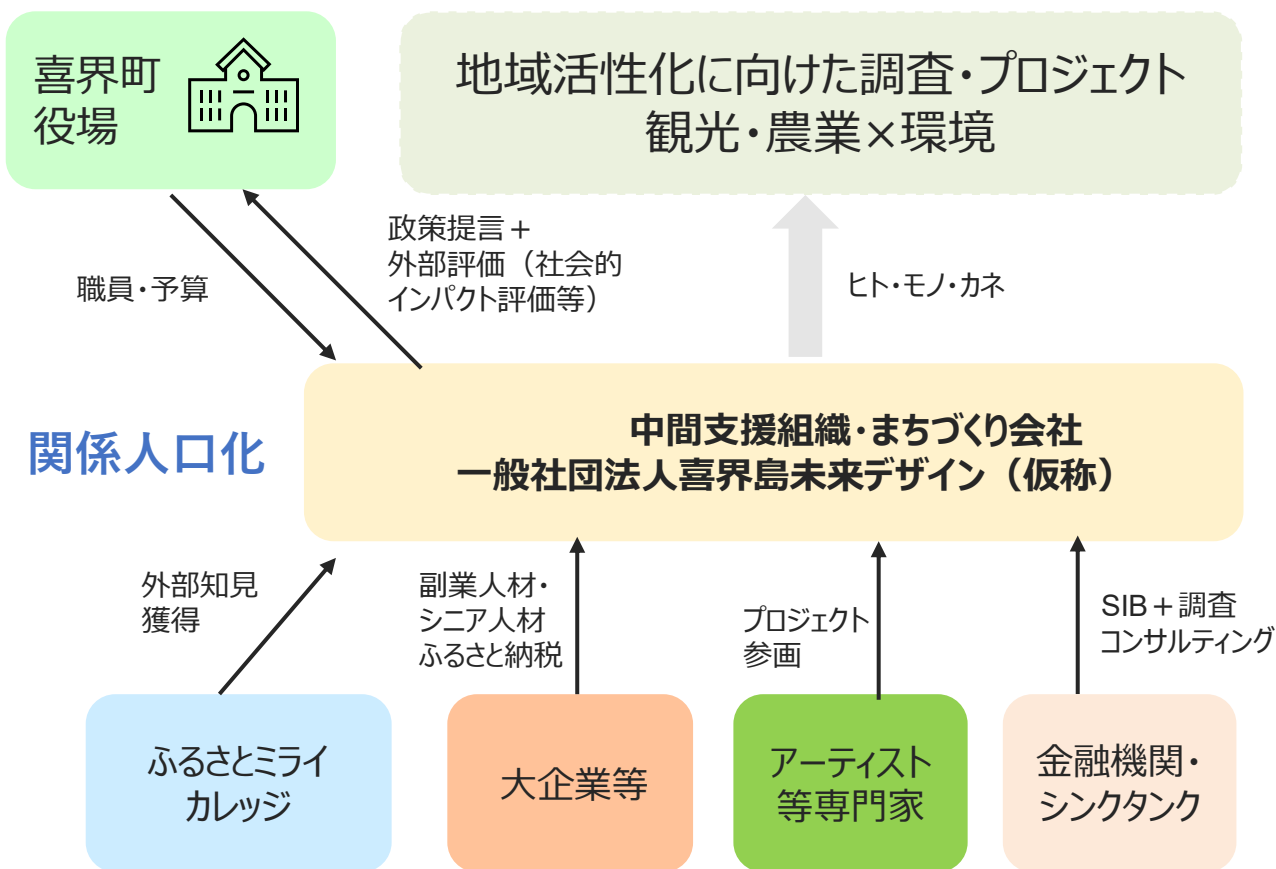 喜界町
役場
地域活性化に向けた調査・プロジェクト
観光・農業×環境
職員・予算
政策提言＋
外部評価（社会的
インパクト評価等）
ヒト・モノ・カネ
関係人口化
中間支援組織・まちづくり会社
一般社団法人喜界島未来デザイン（仮称）
外部知見
獲得
副業人材・
シニア人材
ふるさと納税
プロジェクト
参画
SIB＋調査
コンサルティング
ふるさとミライ
カレッジ
大企業等
アーティスト
等専門家
金融機関・
シンクタンク